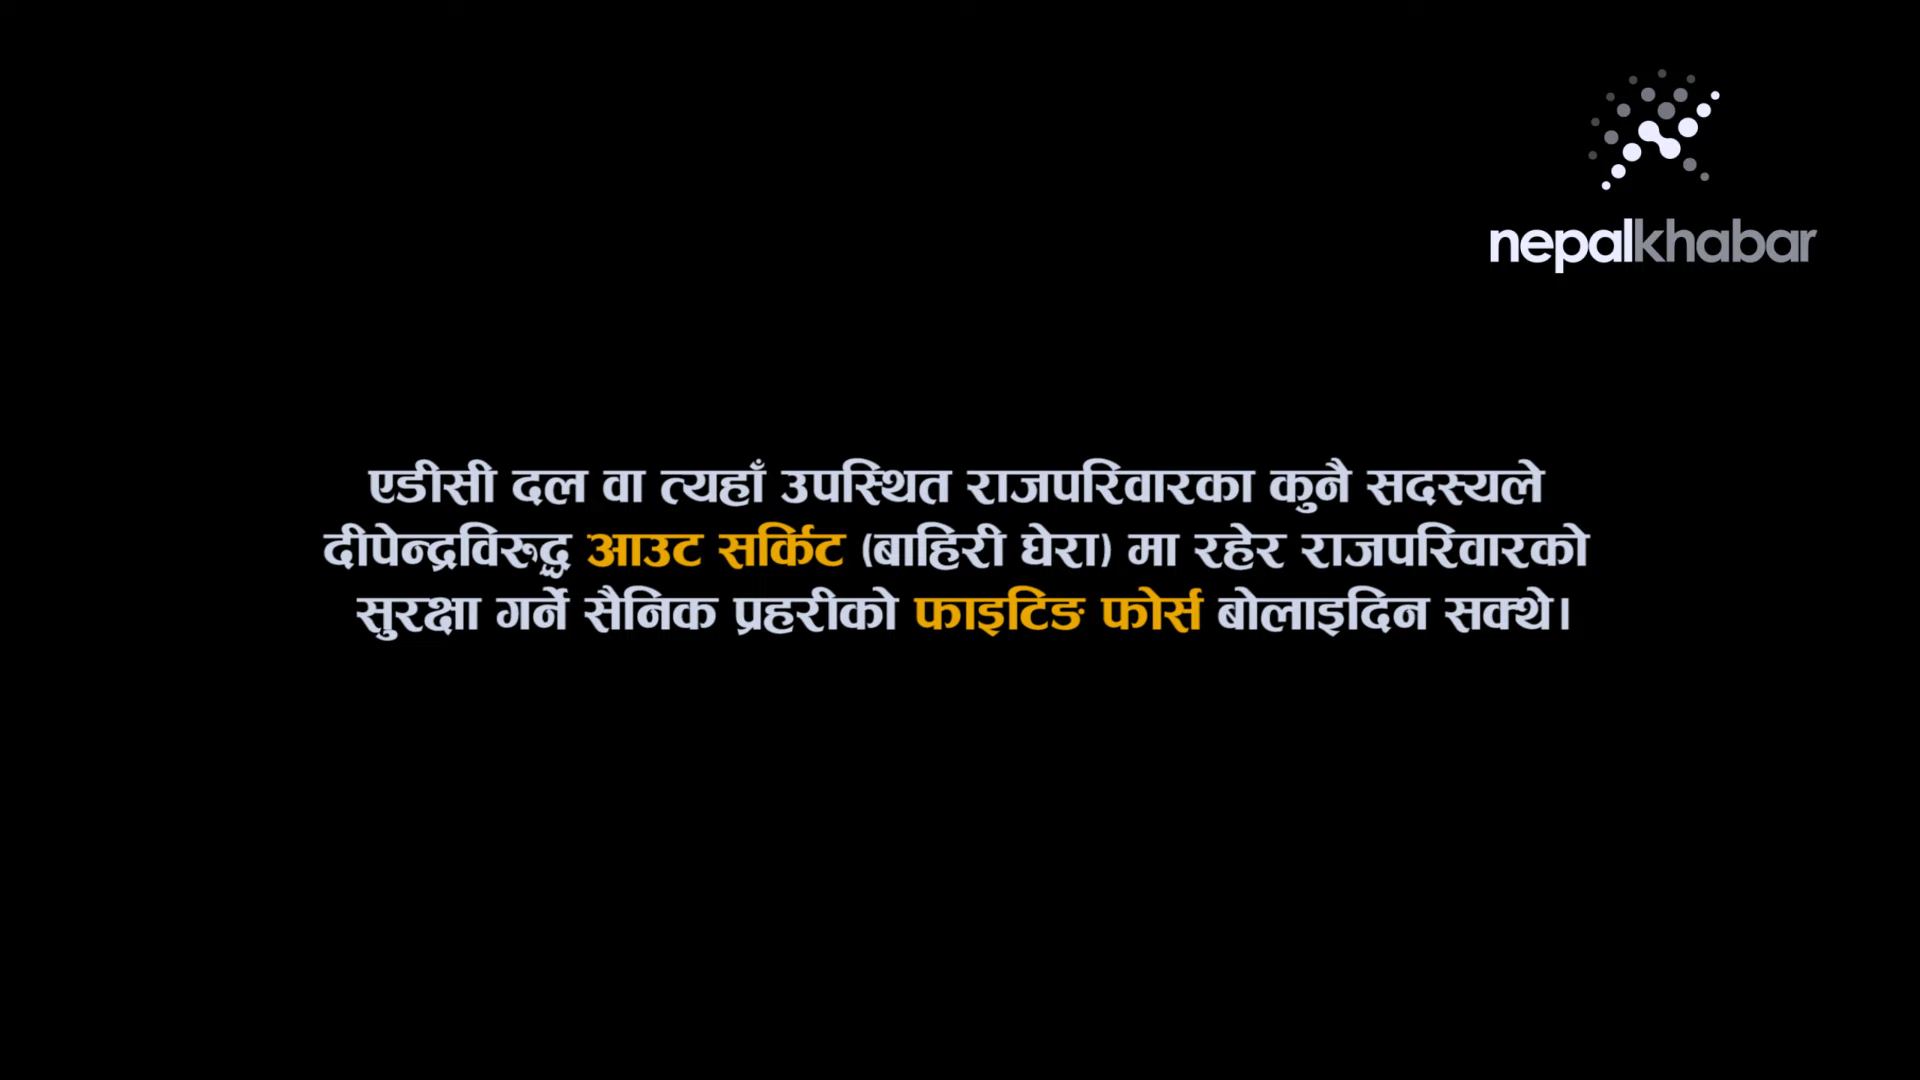 nepalkhabar
एडीसी दल वा त्यहाँ उपस्थित राजपरिवारका कुनै सदस्यले
दीपेन्द्रविरुद्ध आउट सर्किट (बाहिरी घेरा) मा रहेर राजपरिवारको
सुरक्षा गर्ने सैनिक प्रहरीको फाइटिङ फोर्स बोलाइदिन सक्थे।